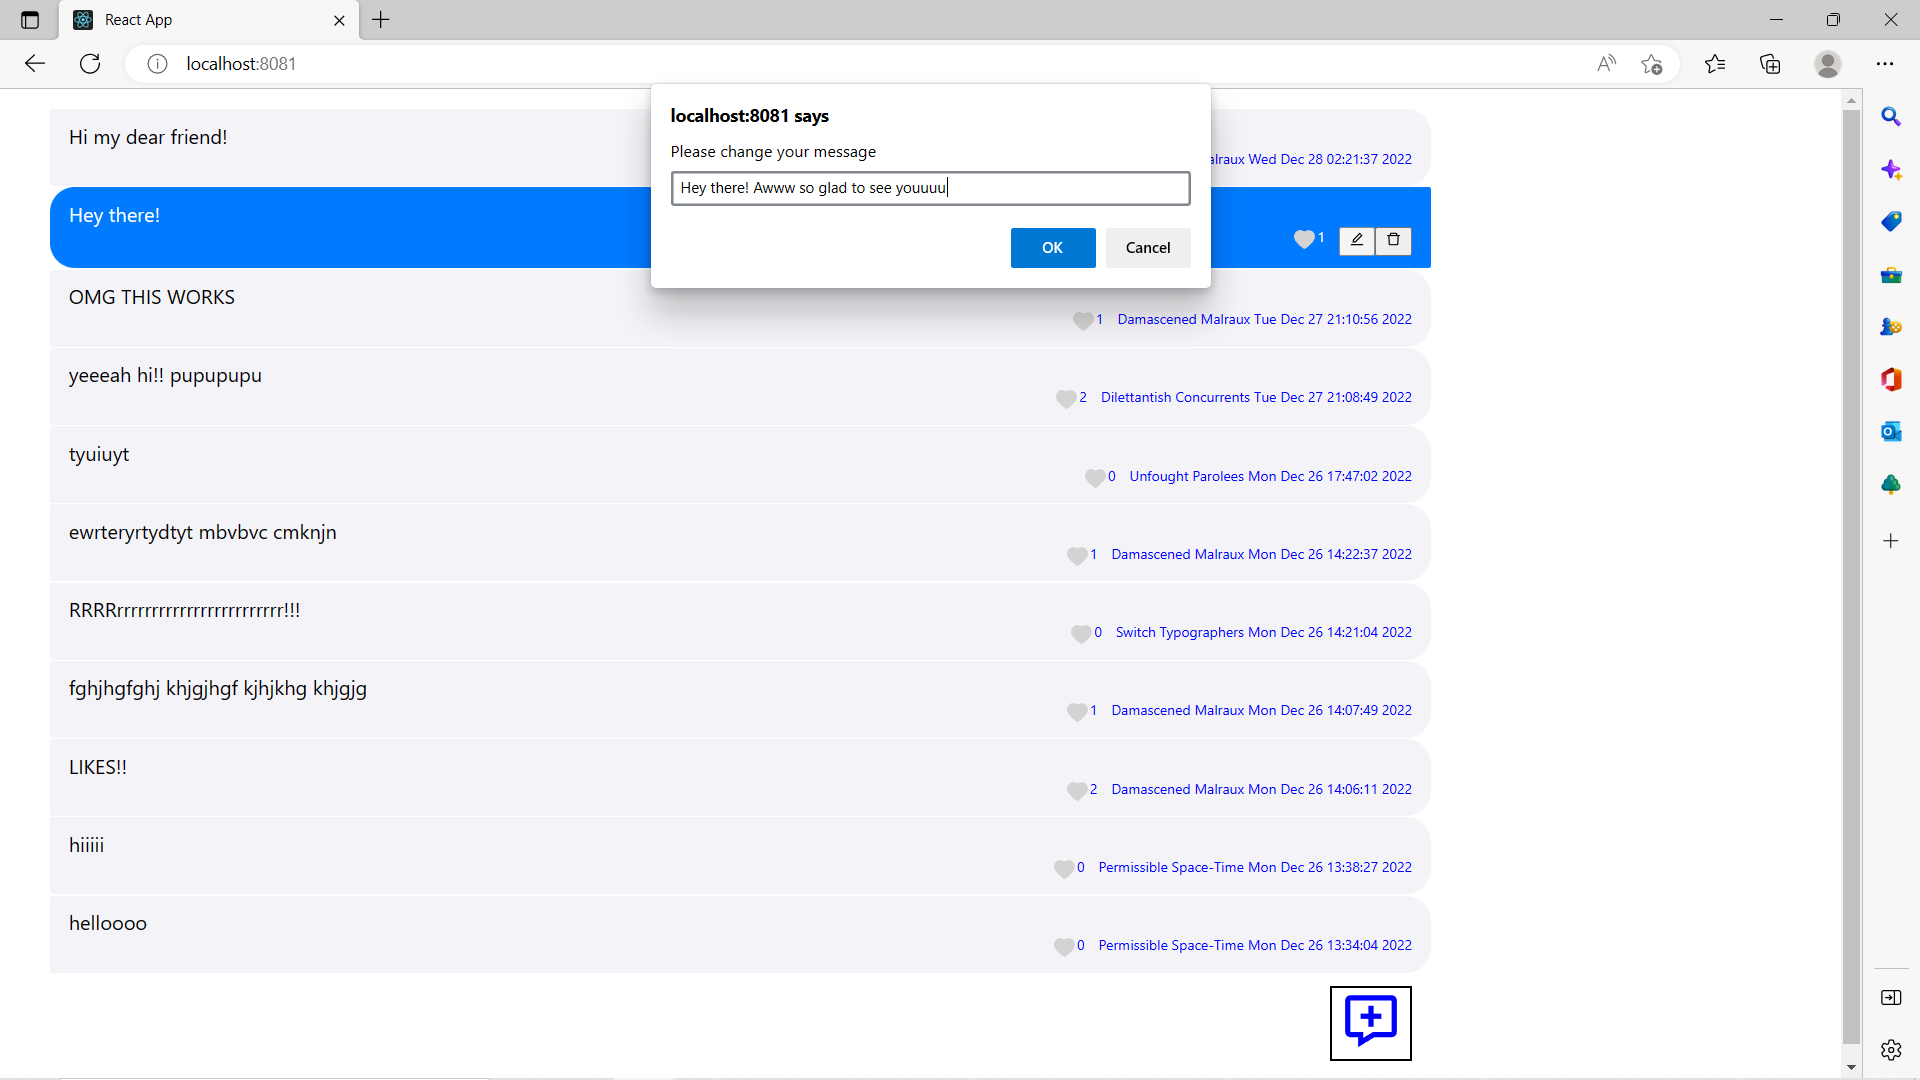 React App
localhost:8081
localhost:8081 says
Please change your message
Hey there! Awww so glad to see youuuu
OK
Cancel
Hi my dear friend!
alraux Wed Dec 28 02:21:37 2022
Hey there!
1
OMG THIS WORKS
1 Damascened Malraux Tue Dec 27 21:10:56 2022
yeeeah hi!! pupupupu
2 Dilettantish Concurrents Tue Dec 27 21:08:49 2022
tyuiuyt
0 Unfought Parolees Mon Dec 26 17:47:02 2022
ewrteryrtydtyt mbvbvc cmknjn
1 Damascened Malraux Mon Dec 26 14:22:37 2022
RRRRrrrrrrrrrrrrrrrrrrrrrrrr!!!
0 Switch Typographers Mon Dec 26 14:21:04 2022
fghjhgfghj khjgjhgf kjhjkhg khjgjg
1 Damascened Malraux Mon Dec 26 14:07:49 2022
LIKES!!
2 Damascened Malraux Mon Dec 26 14:06:11 2022
hiiiii
0 Permissible Space-Time Mon Dec 26 13:38:27 2022
helloooo
0 Permissible Space-Time Mon Dec 26 13:34:04 2022